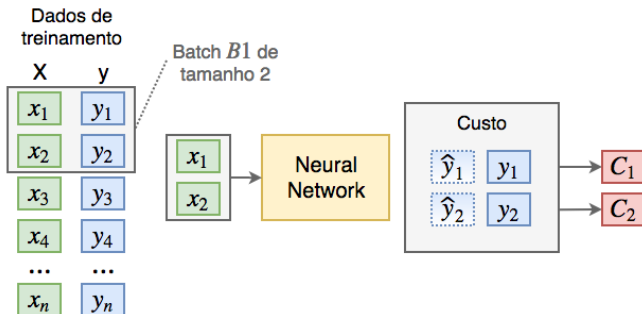 Dados de
treinamento
X y
Batch B1 de
tamanho 2
x₁ y₁
x₂ y₂
x₃ y₃
x₄ y₄
... ...
xₙ yₙ
x₁
x₂
Neural
Network
Custo
ŷ₁ y₁
ŷ₂ y₂
C₁
C₂